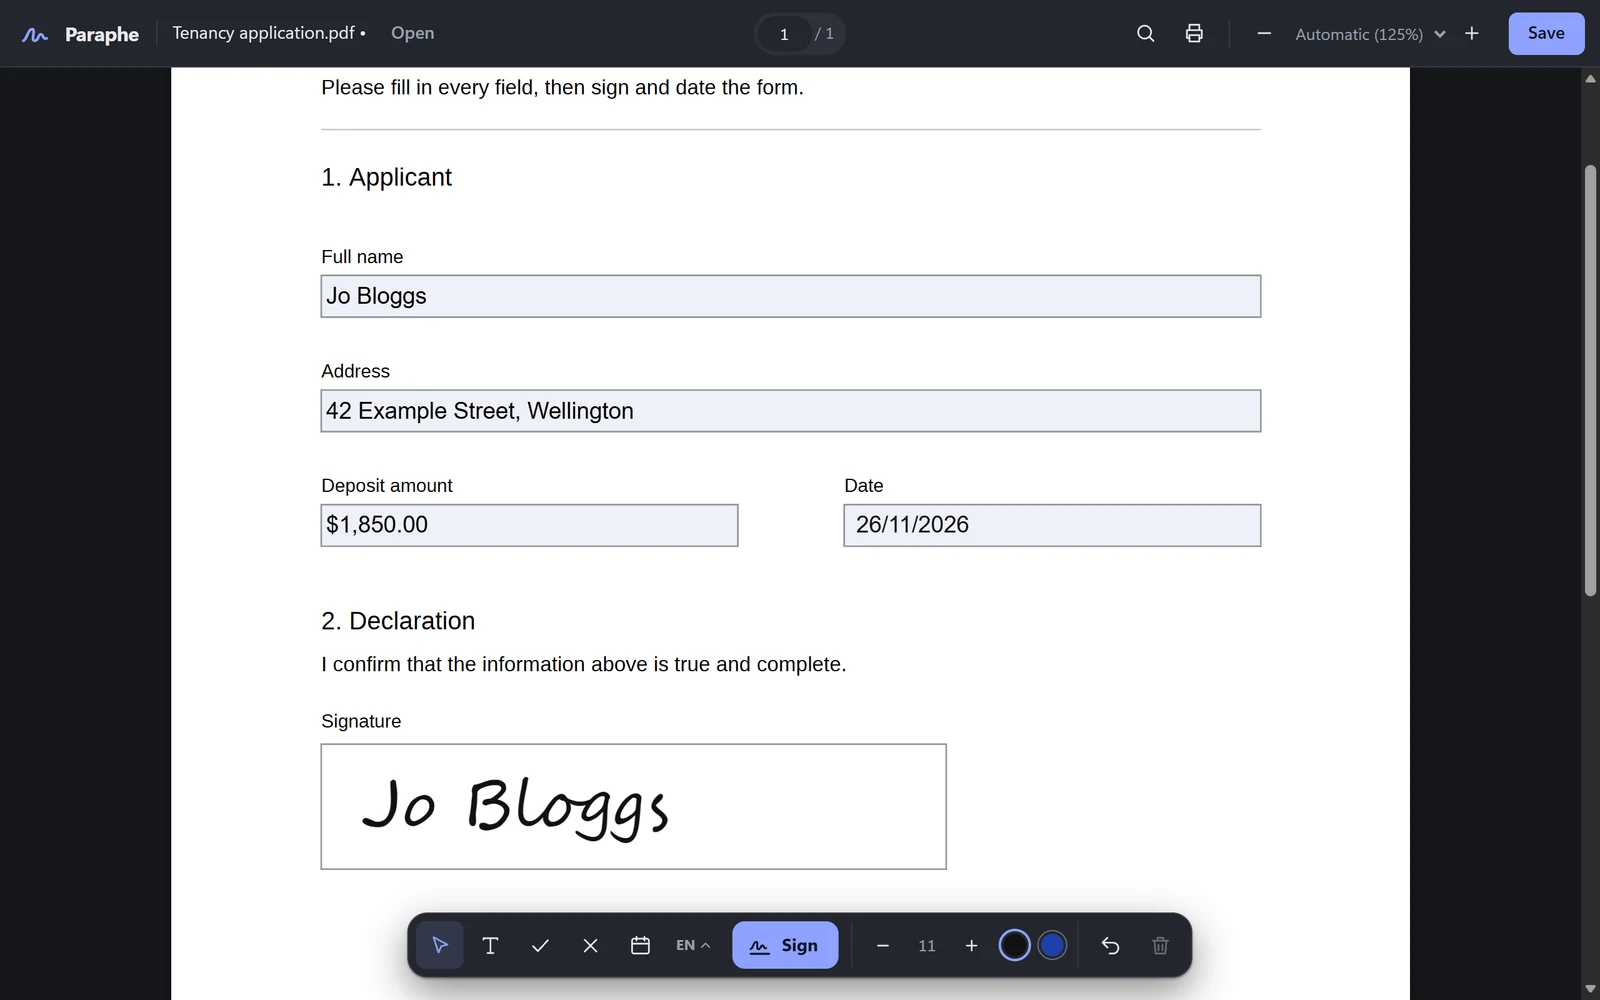 Paraphe
Tenancy application.pdf •
Open
1 / 1
Automatic (125%)
Save
Please fill in every field, then sign and date the form.
1. Applicant
Full name
Jo Bloggs
Address
42 Example Street, Wellington
Deposit amount
Date
$1,850.00
26/11/2026
2. Declaration
I confirm that the information above is true and complete.
Signature
Jo Bloggs
EN
Sign
11